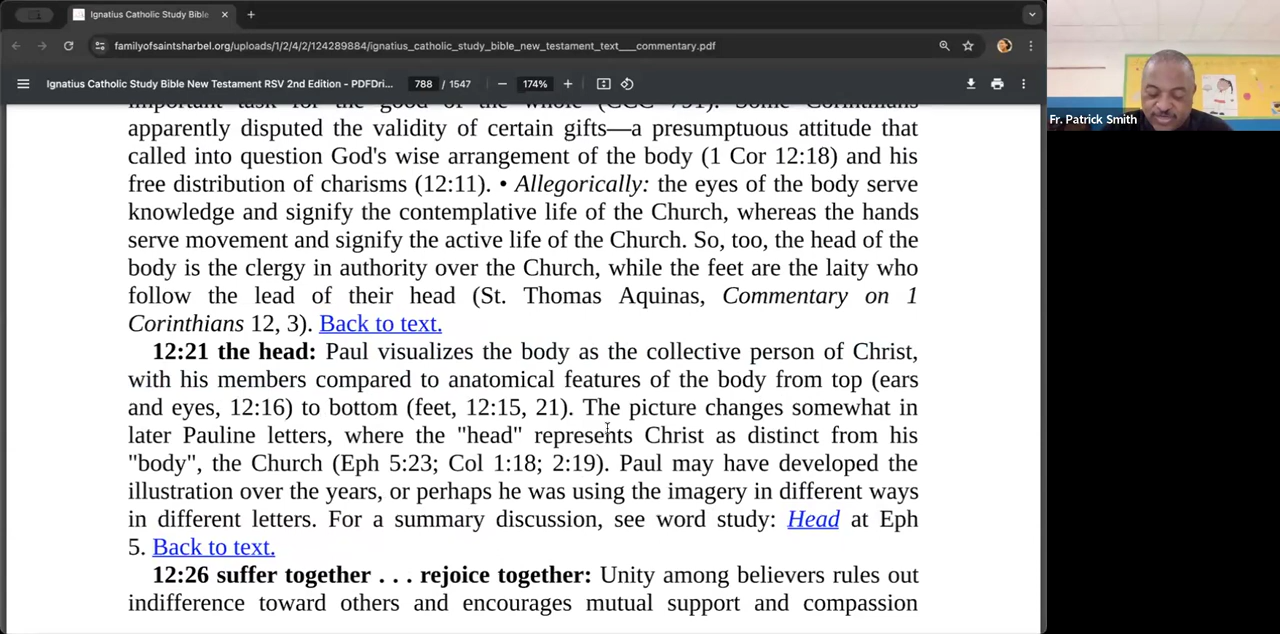 Ignatius Catholic Study Bible
familyofsaintsharbel.org/uploads/1/2/4/2/124289884/ignatius_catholic_study_bible_new_testament_text___commentary.pdf
Ignatius Catholic Study Bible New Testament RSV 2nd Edition - PDFDri... 788 / 1547 174%
Fr. Patrick Smith
important task for the good of the whole (CCC 791). Some Corinthians
apparently disputed the validity of certain gifts—a presumptuous attitude that
called into question God's wise arrangement of the body (1 Cor 12:18) and his
free distribution of charisms (12:11). • Allegorically: the eyes of the body serve
knowledge and signify the contemplative life of the Church, whereas the hands
serve movement and signify the active life of the Church. So, too, the head of the
body is the clergy in authority over the Church, while the feet are the laity who
follow the lead of their head (St. Thomas Aquinas, Commentary on 1
Corinthians 12, 3). Back to text.
12:21 the head: Paul visualizes the body as the collective person of Christ,
with his members compared to anatomical features of the body from top (ears
and eyes, 12:16) to bottom (feet, 12:15, 21). The picture changes somewhat in
later Pauline letters, where the "head" represents Christ as distinct from his
"body", the Church (Eph 5:23; Col 1:18; 2:19). Paul may have developed the
illustration over the years, or perhaps he was using the imagery in different ways
in different letters. For a summary discussion, see word study: Head at Eph
5. Back to text.
12:26 suffer together . . . rejoice together: Unity among believers rules out
indifference toward others and encourages mutual support and compassion